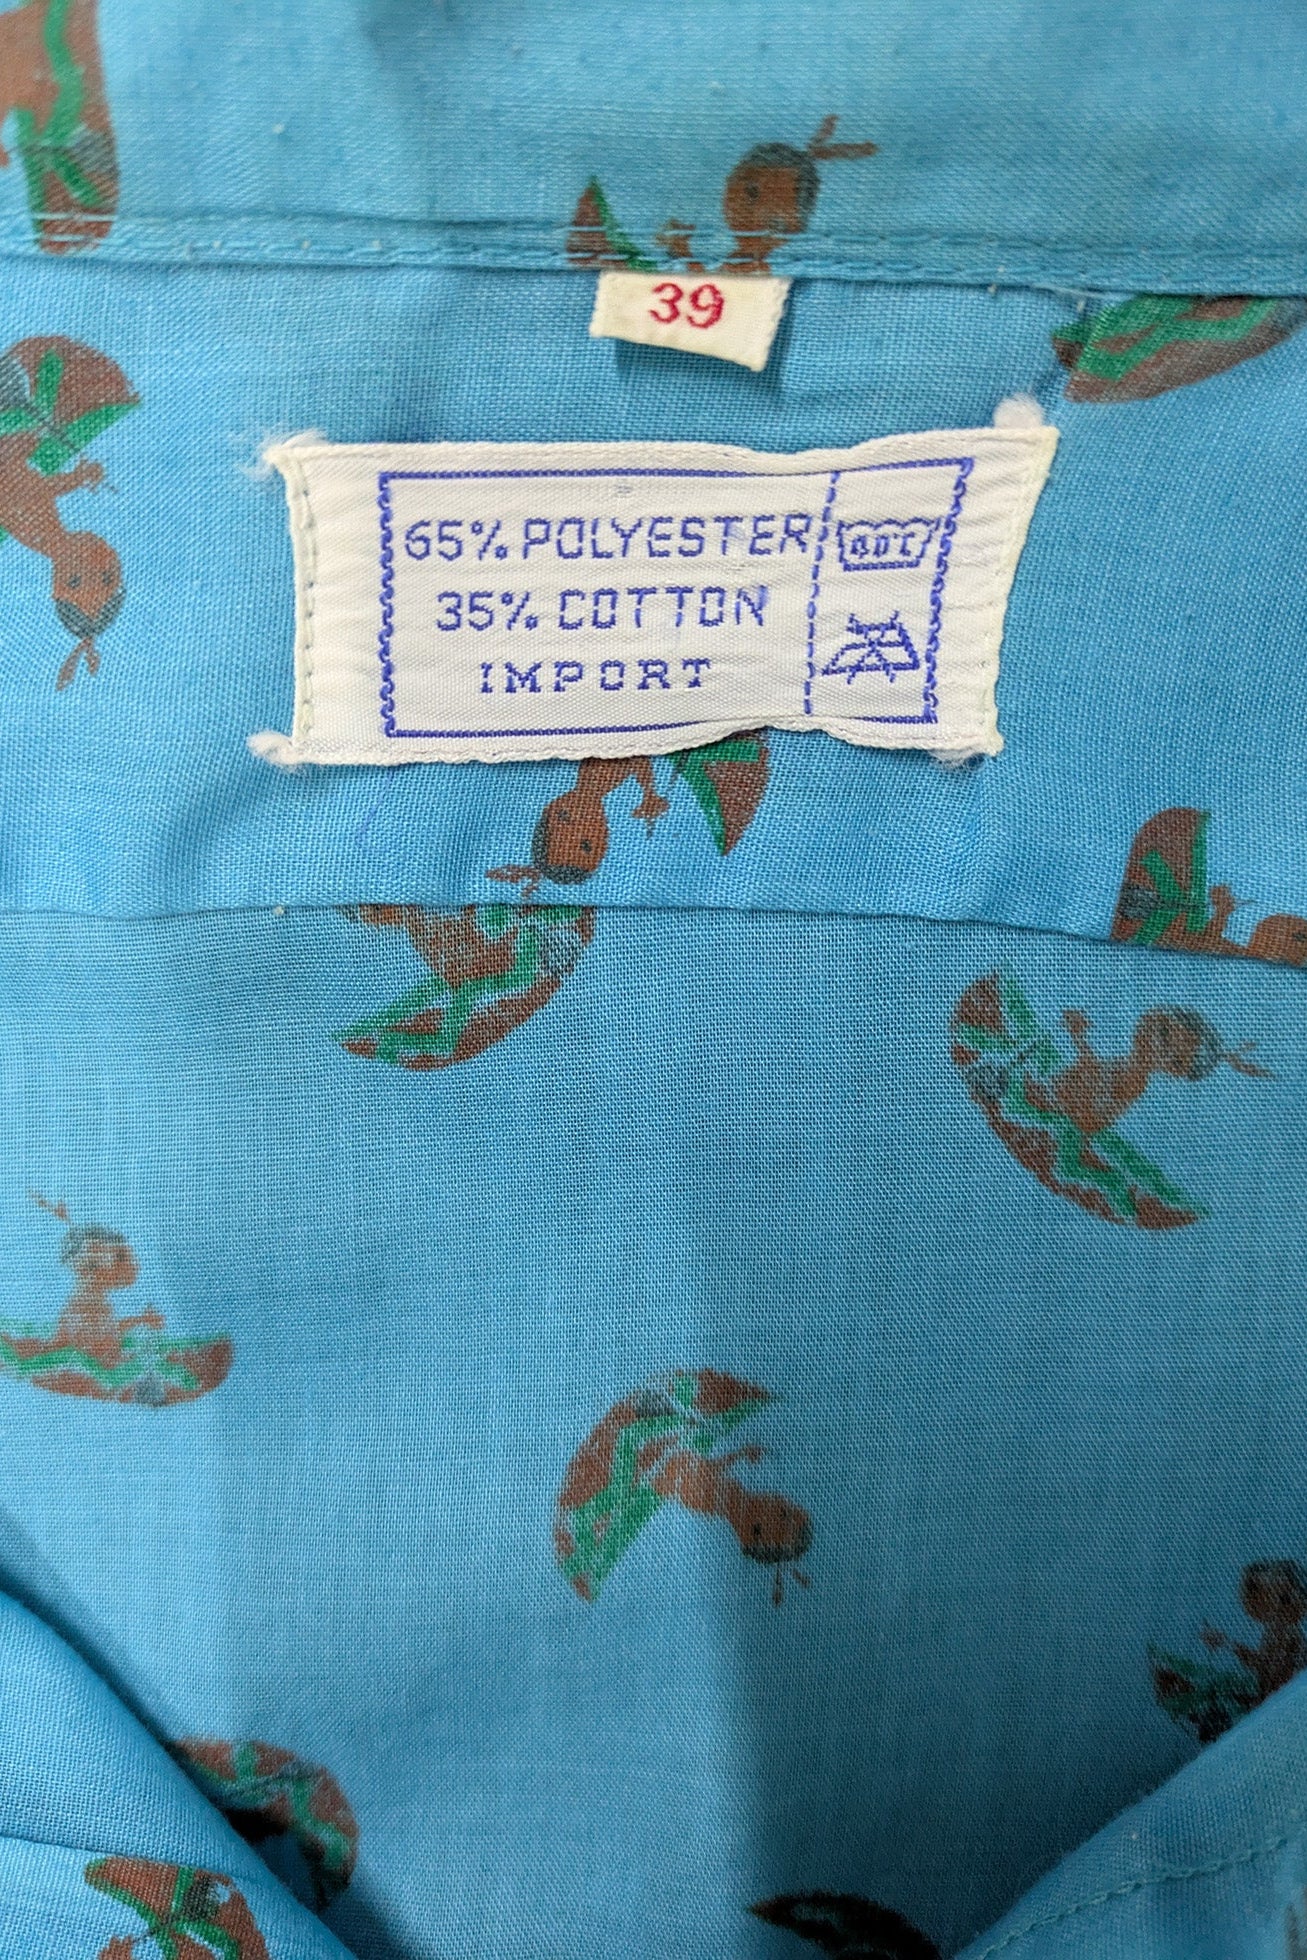 39
65% POLYESTER
35% COTTON
IMPORT